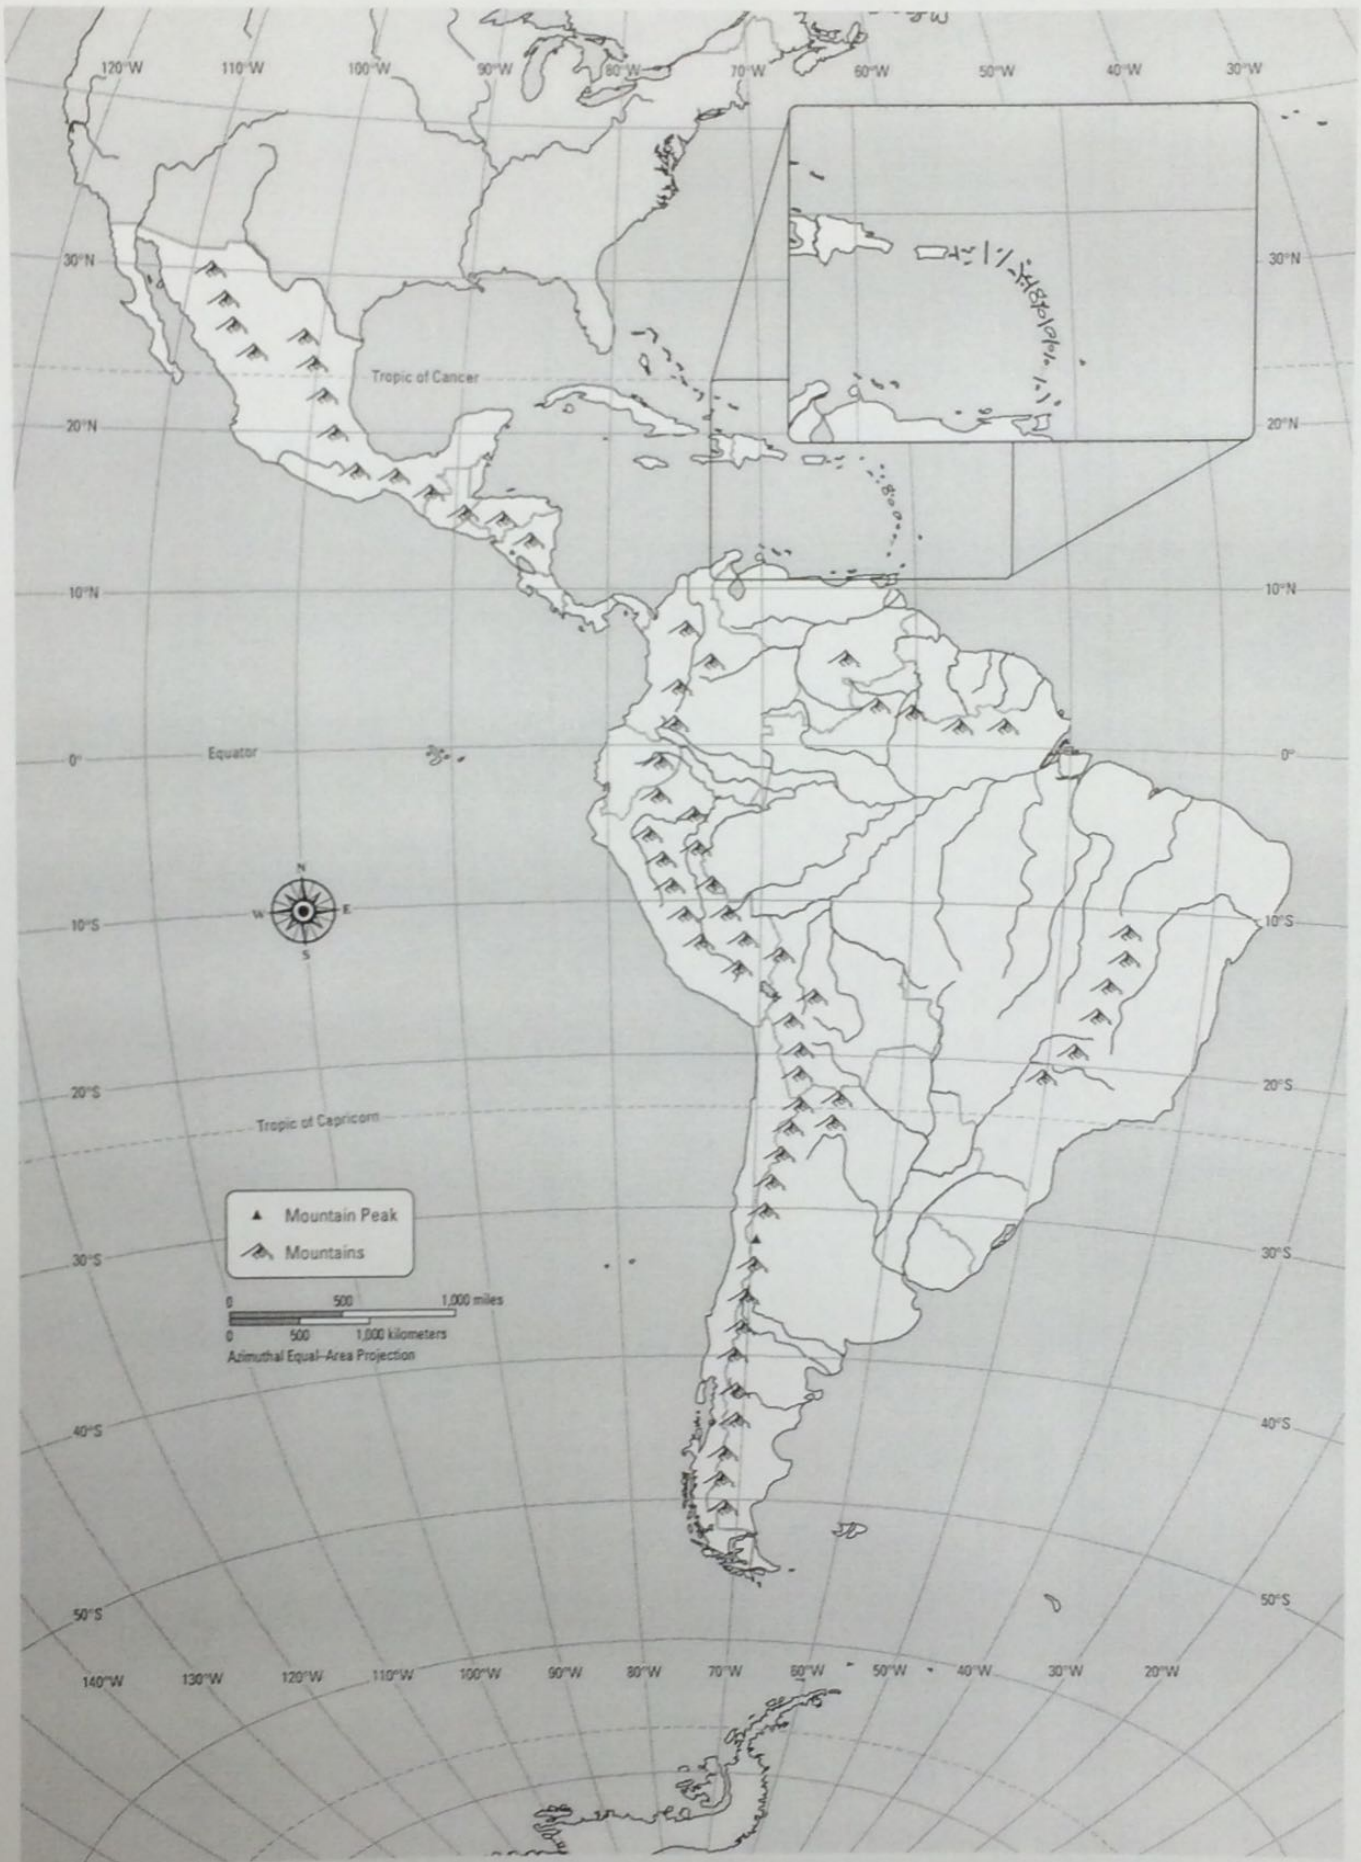 120°W 110°W 100°W 90°W 80°W 70°W 60°W 50°W 40°W 30°W
30°N 30°N
Tropic of Cancer
20°N 20°N
10°N 10°N
Equator
0° 0°
N
W E
S
10°S 10°S
20°S 20°S
Tropic of Capricorn
Mountain Peak
Mountains
30°S 30°S
0 500 1,000 miles
0 500 1,000 kilometers
Azimuthal Equal-Area Projection
40°S 40°S
50°S 50°S
140°W 130°W 120°W 110°W 100°W 90°W 80°W 70°W 60°W 50°W 40°W 30°W 20°W